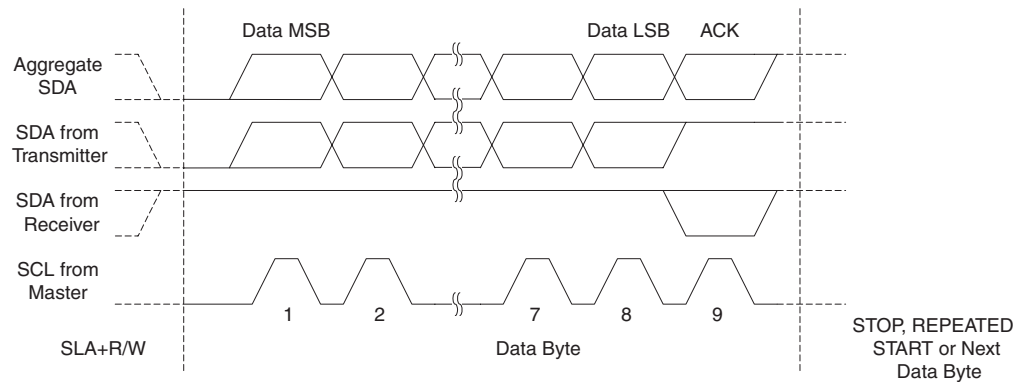 Data MSB
Data LSB
ACK
Aggregate
SDA
SDA from
Transmitter
SDA from
Receiver
SCL from
Master
1
2
7
8
9
SLA+R/W
Data Byte
STOP, REPEATED
START or Next
Data Byte